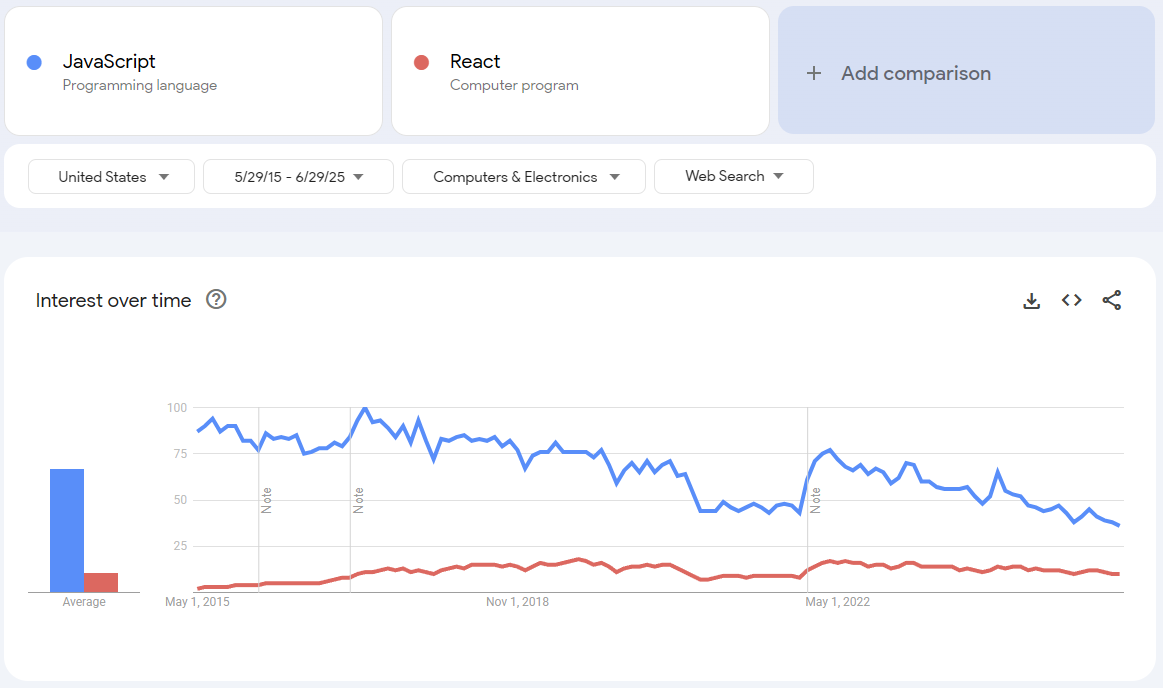 JavaScript
Programming language
React
Computer program
+ Add comparison
United States
5/29/15 - 6/29/25
Computers & Electronics
Web Search
Interest over time
?
100
75
50
25
Note
Note
Note
Average
May 1, 2015
Nov 1, 2018
May 1, 2022